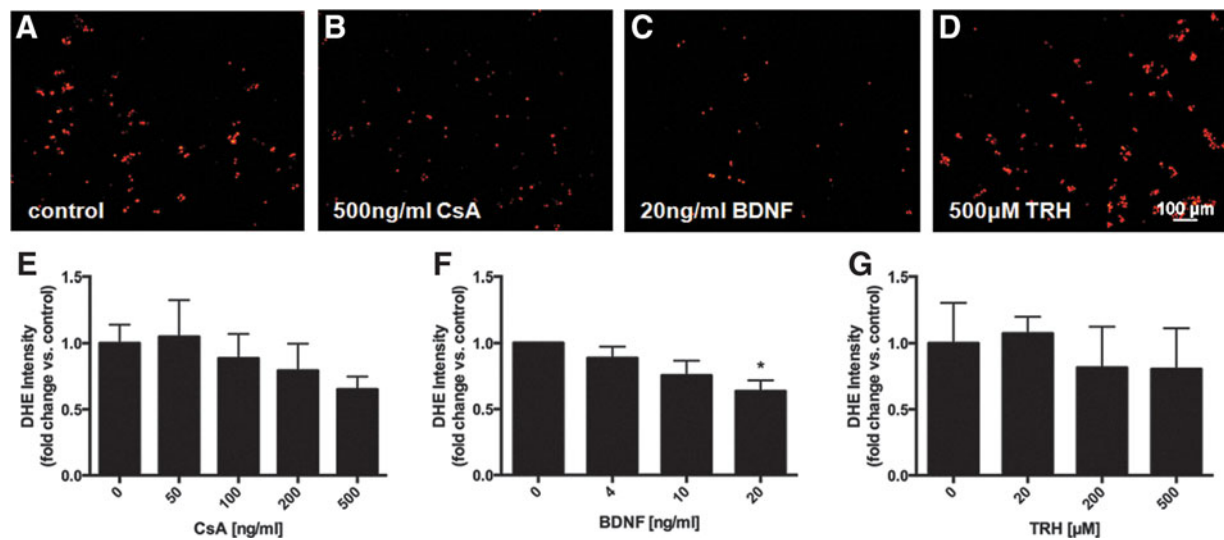 A
B
C
D
control
500ng/ml CsA
20ng/ml BDNF
500µM TRH
100 µm
E
F
G
DHE Intensity
(fold change vs. control)
1.5
1.0
0.5
0.0
0
50
100
200
500
CsA [ng/ml]
DHE Intensity
(fold change vs. control)
1.5
1.0
0.5
0.0
*
0
4
10
20
BDNF [ng/ml]
DHE Intensity
(fold change vs. control)
1.5
1.0
0.5
0.0
0
20
200
500
TRH [µM]